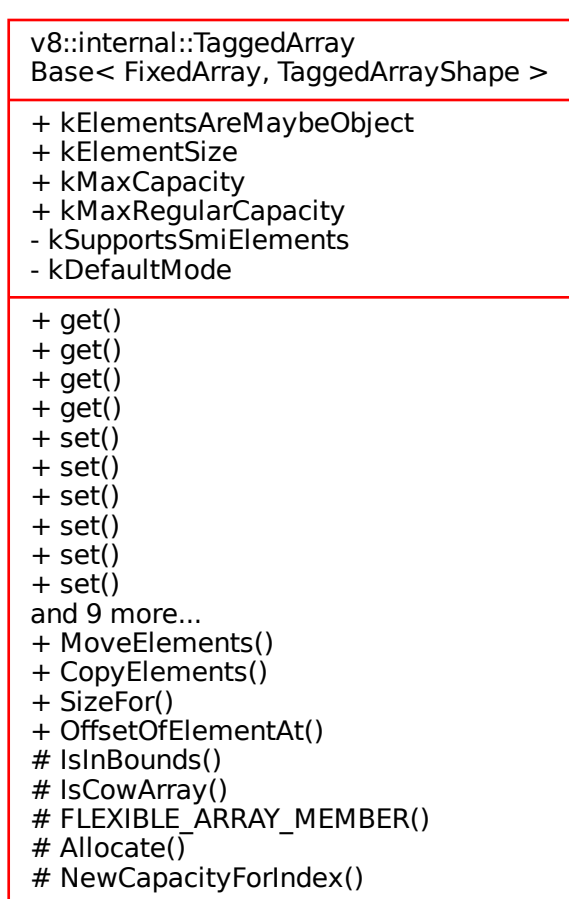 v8::internal::TaggedArray
Base< FixedArray, TaggedArrayShape >
+ kElementsAreMaybeObject
+ kElementSize
+ kMaxCapacity
+ kMaxRegularCapacity
- kSupportsSmiElements
- kDefaultMode
+ get()
+ get()
+ get()
+ get()
+ set()
+ set()
+ set()
+ set()
+ set()
+ set()
and 9 more...
+ MoveElements()
+ CopyElements()
+ SizeFor()
+ OffsetOfElementAt()
# IsInBounds()
# IsCowArray()
# FLEXIBLE_ARRAY_MEMBER()
# Allocate()
# NewCapacityForIndex()